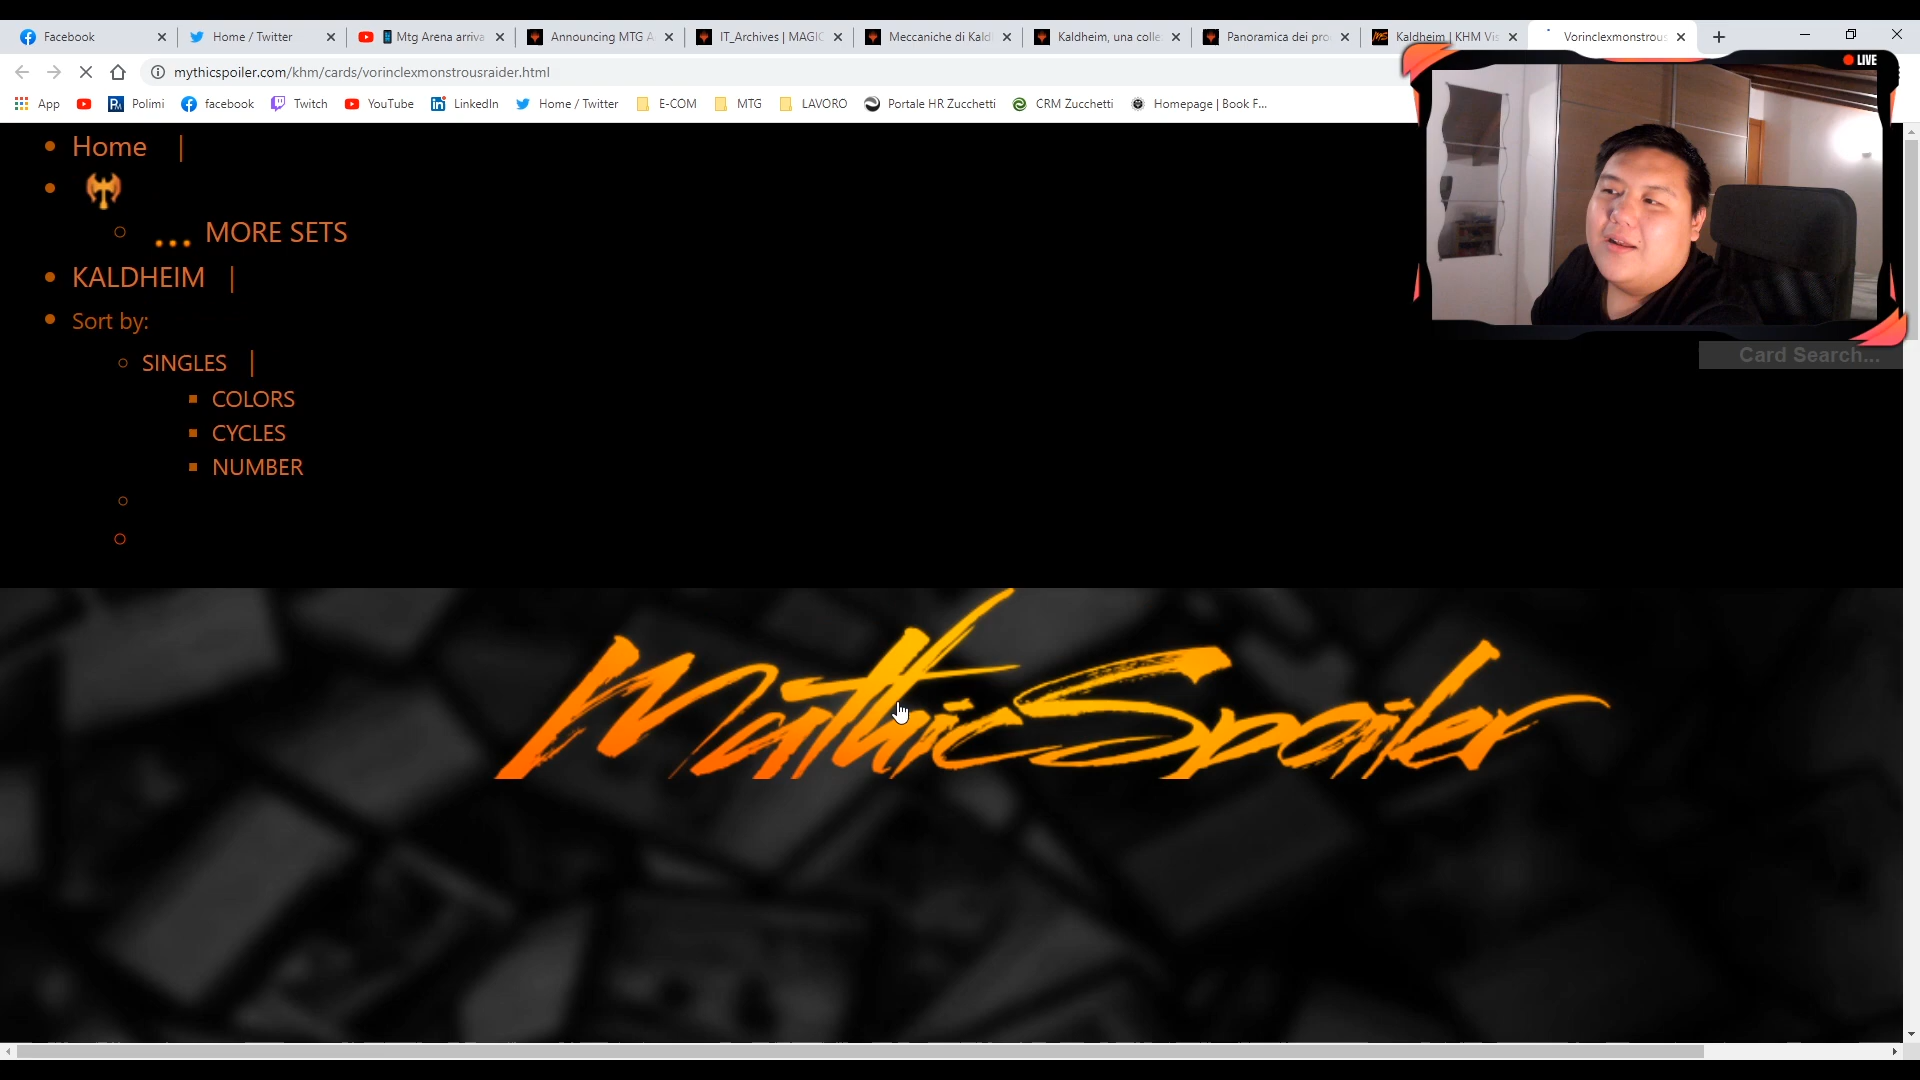 Facebook
Home / Twitter
Mtg Arena arriva
Announcing MTG A
IT_Archives | MAGIC
Meccaniche di Kald
Kaldheim, una colle
Panoramica dei pro
Kaldheim | KHM Vis
Vorinclexmonstrous
mythicspoiler.com/khm/cards/vorinclexmonstrousraider.html
LIVE
App
Polimi
facebook
Twitch
YouTube
LinkedIn
Home / Twitter
E-COM
MTG
LAVORO
Portale HR Zucchetti
CRM Zucchetti
Homepage | Book F...
Home |
... MORE SETS
KALDHEIM |
Sort by:
Card Search...
SINGLES |
COLORS
CYCLES
NUMBER
MythicSpoiler